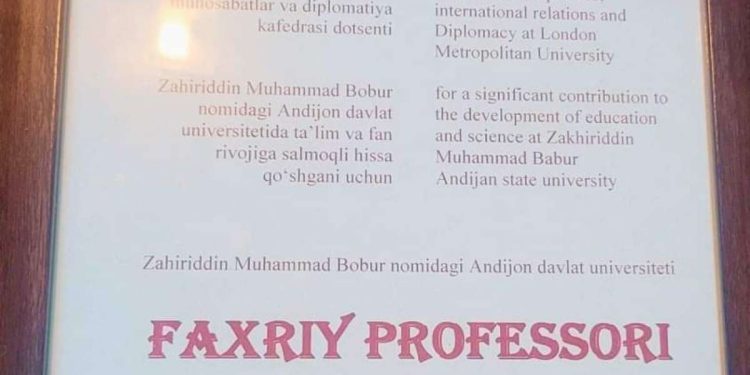 munosabatlar va diplomatiya
kafedrasi dotsenti
Zahiriddin Muhammad Bobur
nomidagi Andijon davlat
universitetida ta’lim va fan
rivojiga salmoqli hissa
qo‘shgani uchun
international relations and
Diplomacy at London
Metropolitan University
for a significant contribution to
the development of education
and science at Zakhiriddin
Muhammad Babur
Andijan state university
Zahiriddin Muhammad Bobur nomidagi Andijon davlat universiteti
FAXRIY PROFESSORI